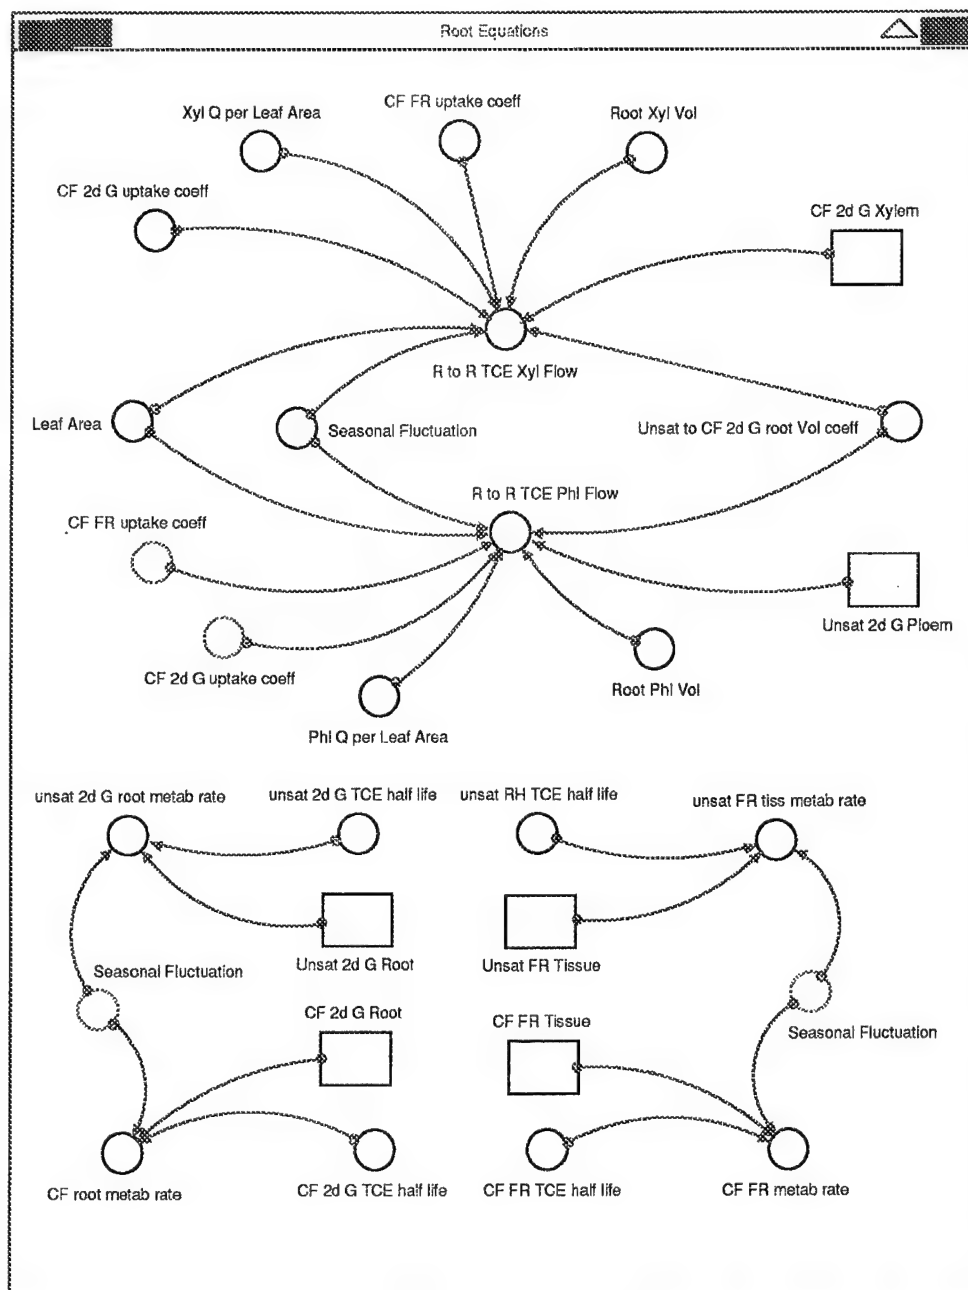 Root Equations
CF FR uptake coeff
Xyl Q per Leaf Area
Root Xyl Vol
CF 2d G uptake coeff
CF 2d G Xylem
R to R TCE Xyl Flow
Leaf Area
Seasonal Fluctuation
Unsat to CF 2d G root Vol coeff
R to R TCE Phl Flow
CF FR uptake coeff
Unsat 2d G Ploem
CF 2d G uptake coeff
Root Phl Vol
Phl Q per Leaf Area
unsat 2d G root metab rate
unsat 2d G TCE half life
unsat RH TCE half life
unsat FR tiss metab rate
Unsat 2d G Root
Unsat FR Tissue
Seasonal Fluctuation
CF 2d G Root
CF FR Tissue
Seasonal Fluctuation
CF root metab rate
CF 2d G TCE half life
CF FR TCE half life
CF FR metab rate